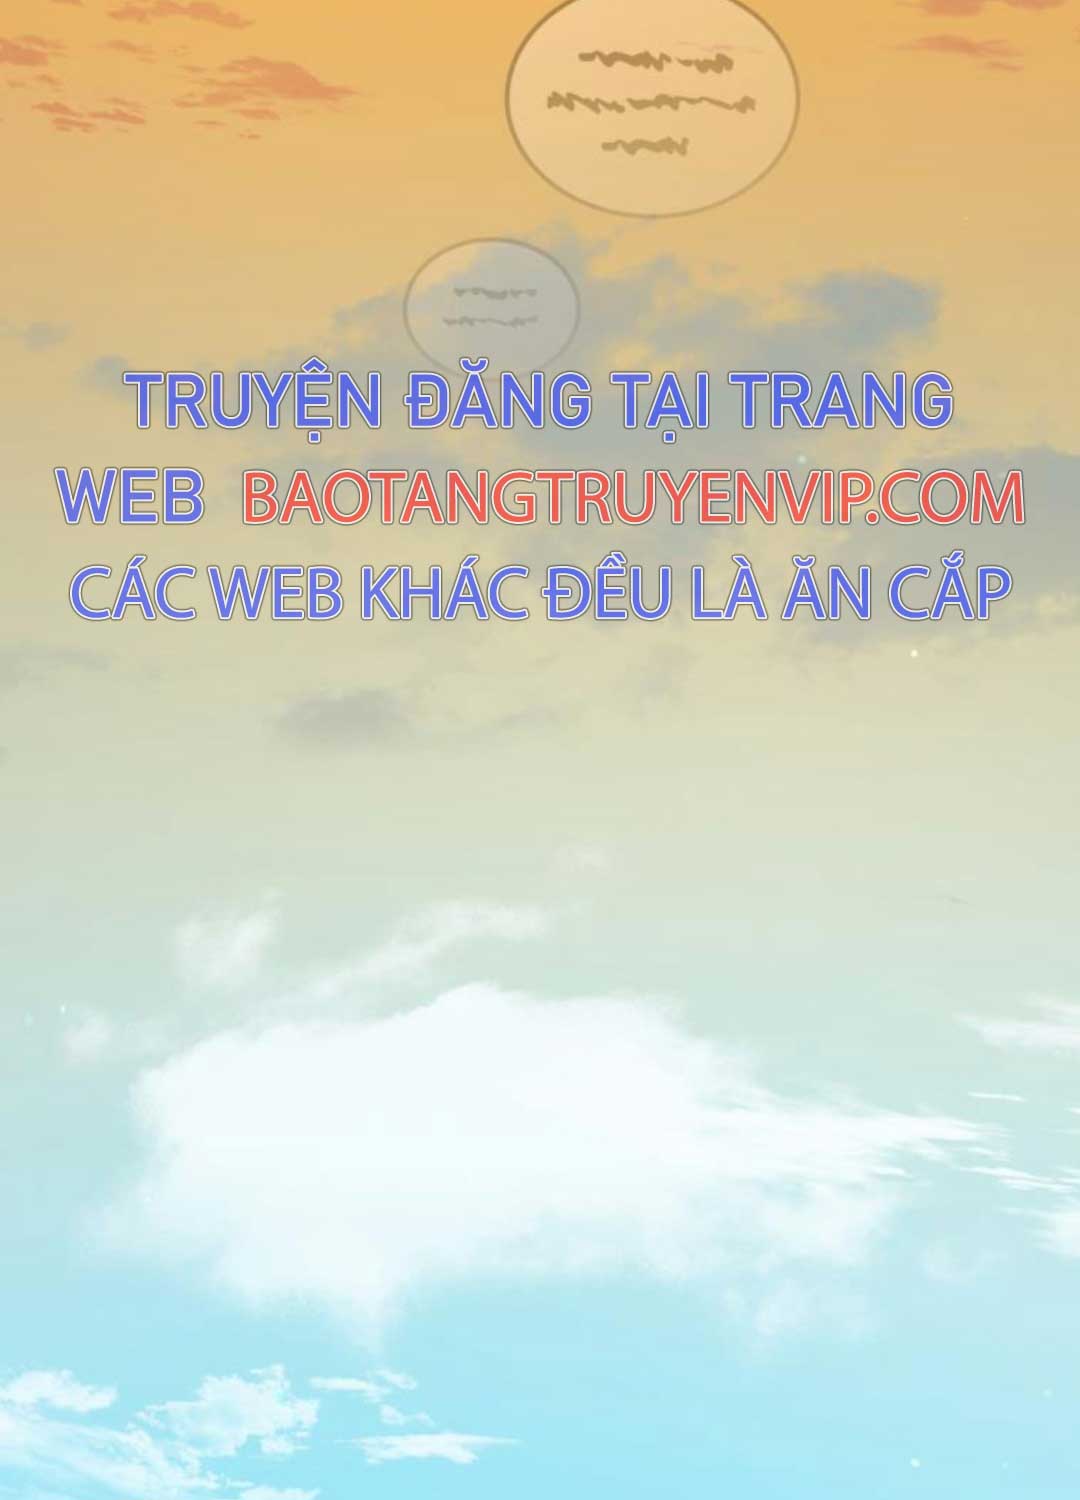 TRUYỆN ĐĂNG TẠI TRANG
WEB BAOTANGTRUYENVIP.COM
CÁC WEB KHÁC ĐỀU LÀ ĂN CẮP